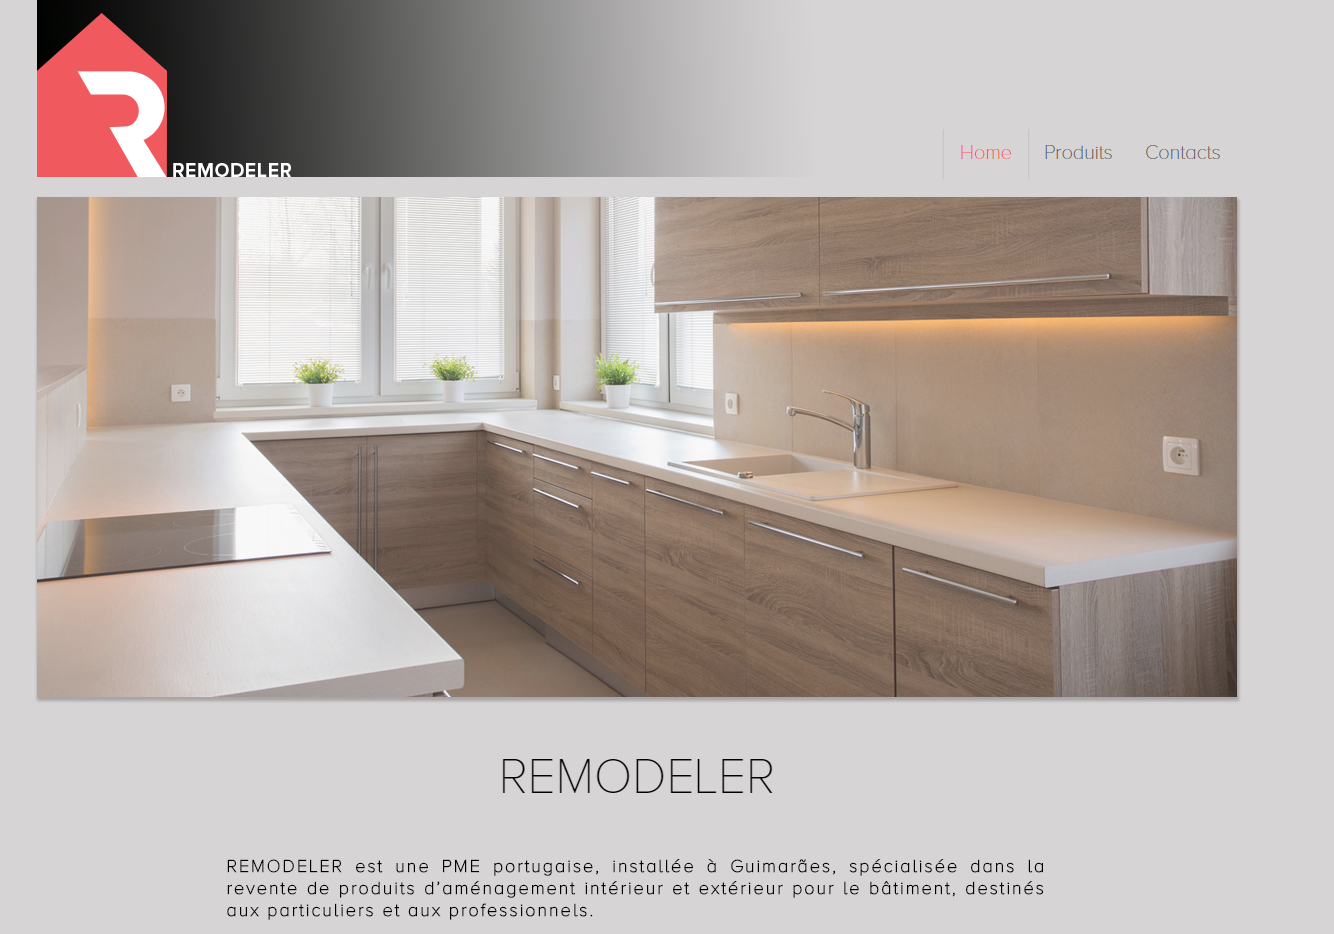 REMODELER
Home Produits Contacts
REMODELER
REMODELER est une PME portugaise, installée à Guimarães, spécialisée dans la
revente de produits d’aménagement intérieur et extérieur pour le bâtiment, destinés
aux particuliers et aux professionnels.